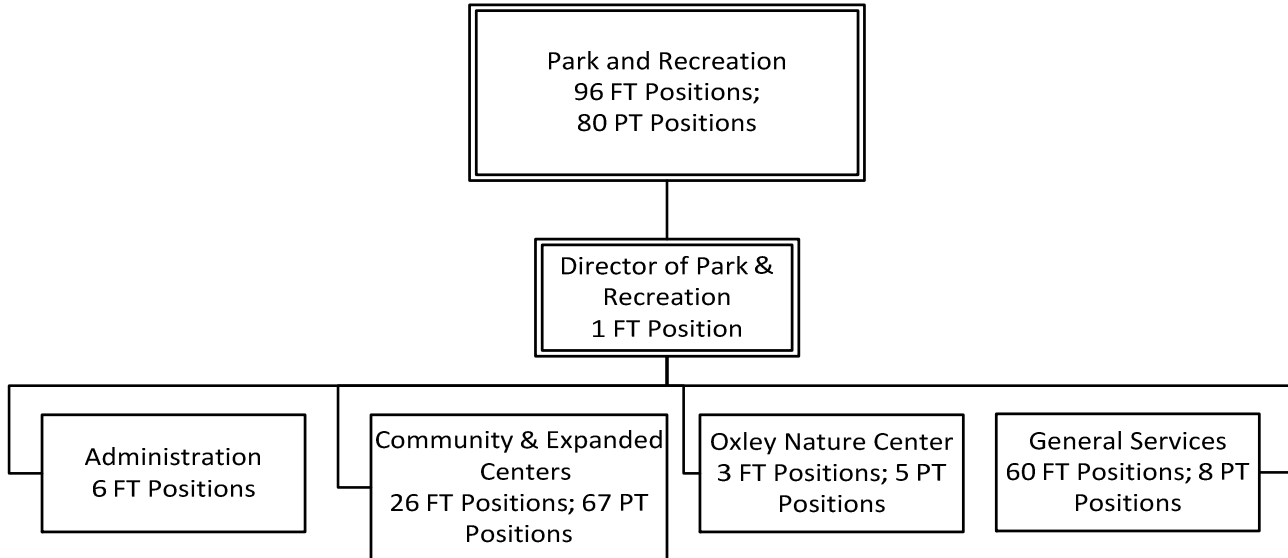 Park and Recreation
96 FT Positions;
80 PT Positions
Director of Park &
Recreation
1 FT Position
Administration
6 FT Positions
Community & Expanded
Centers
26 FT Positions; 67 PT
Positions
Oxley Nature Center
3 FT Positions; 5 PT
Positions
General Services
60 FT Positions; 8 PT
Positions